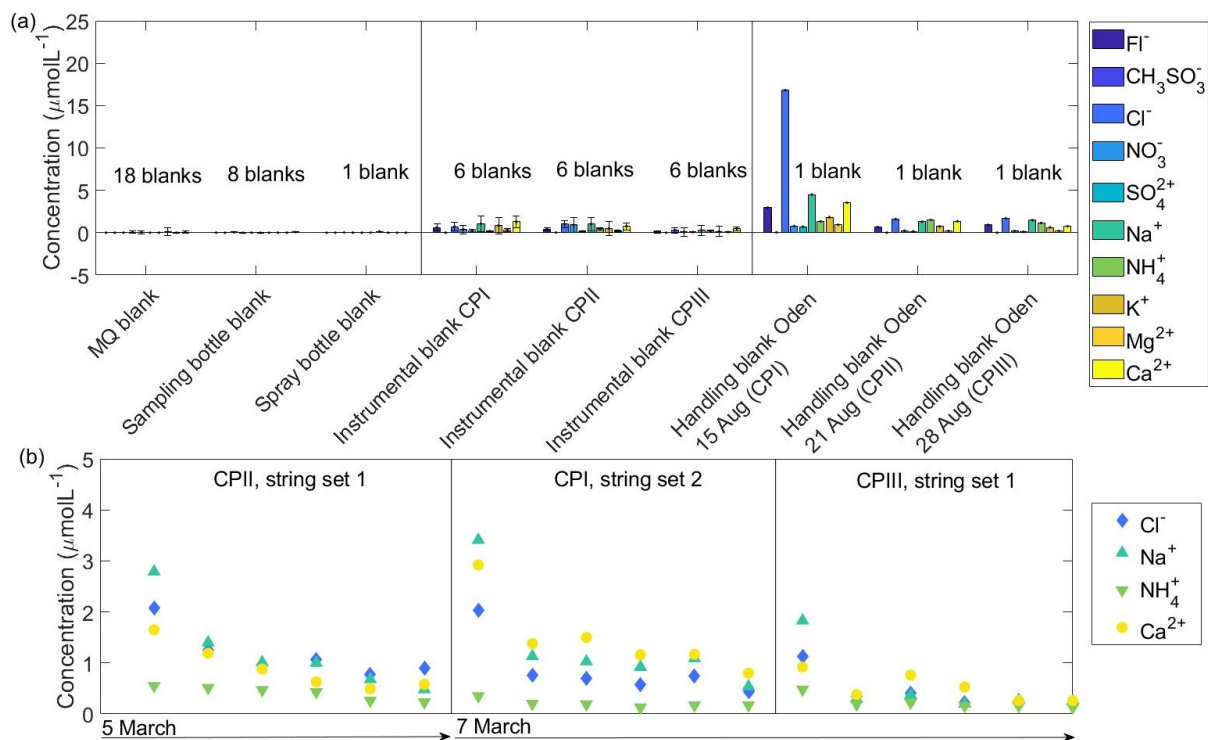 (a)
25
20
15
10
5
0
-5
Concentration (μmolL⁻¹)
18 blanks
8 blanks
1 blank
6 blanks
6 blanks
6 blanks
1 blank
1 blank
1 blank
MQ blank
Sampling bottle blank
Spray bottle blank
Instrumental blank CPI
Instrumental blank CPII
Instrumental blank CPIII
Handling blank Oden
15 Aug (CPI)
Handling blank Oden
21 Aug (CPII)
Handling blank Oden
28 Aug (CPIII)
Fl⁻
CH₃SO₃⁻
Cl⁻
NO₃⁻
SO₄²⁺
Na⁺
NH₄⁺
K⁺
Mg²⁺
Ca²⁺
(b)
5
4
3
2
1
0
Concentration (μmolL⁻¹)
CPII, string set 1
CPI, string set 2
CPIII, string set 1
5 March
7 March
Cl⁻
Na⁺
NH₄⁺
Ca²⁺